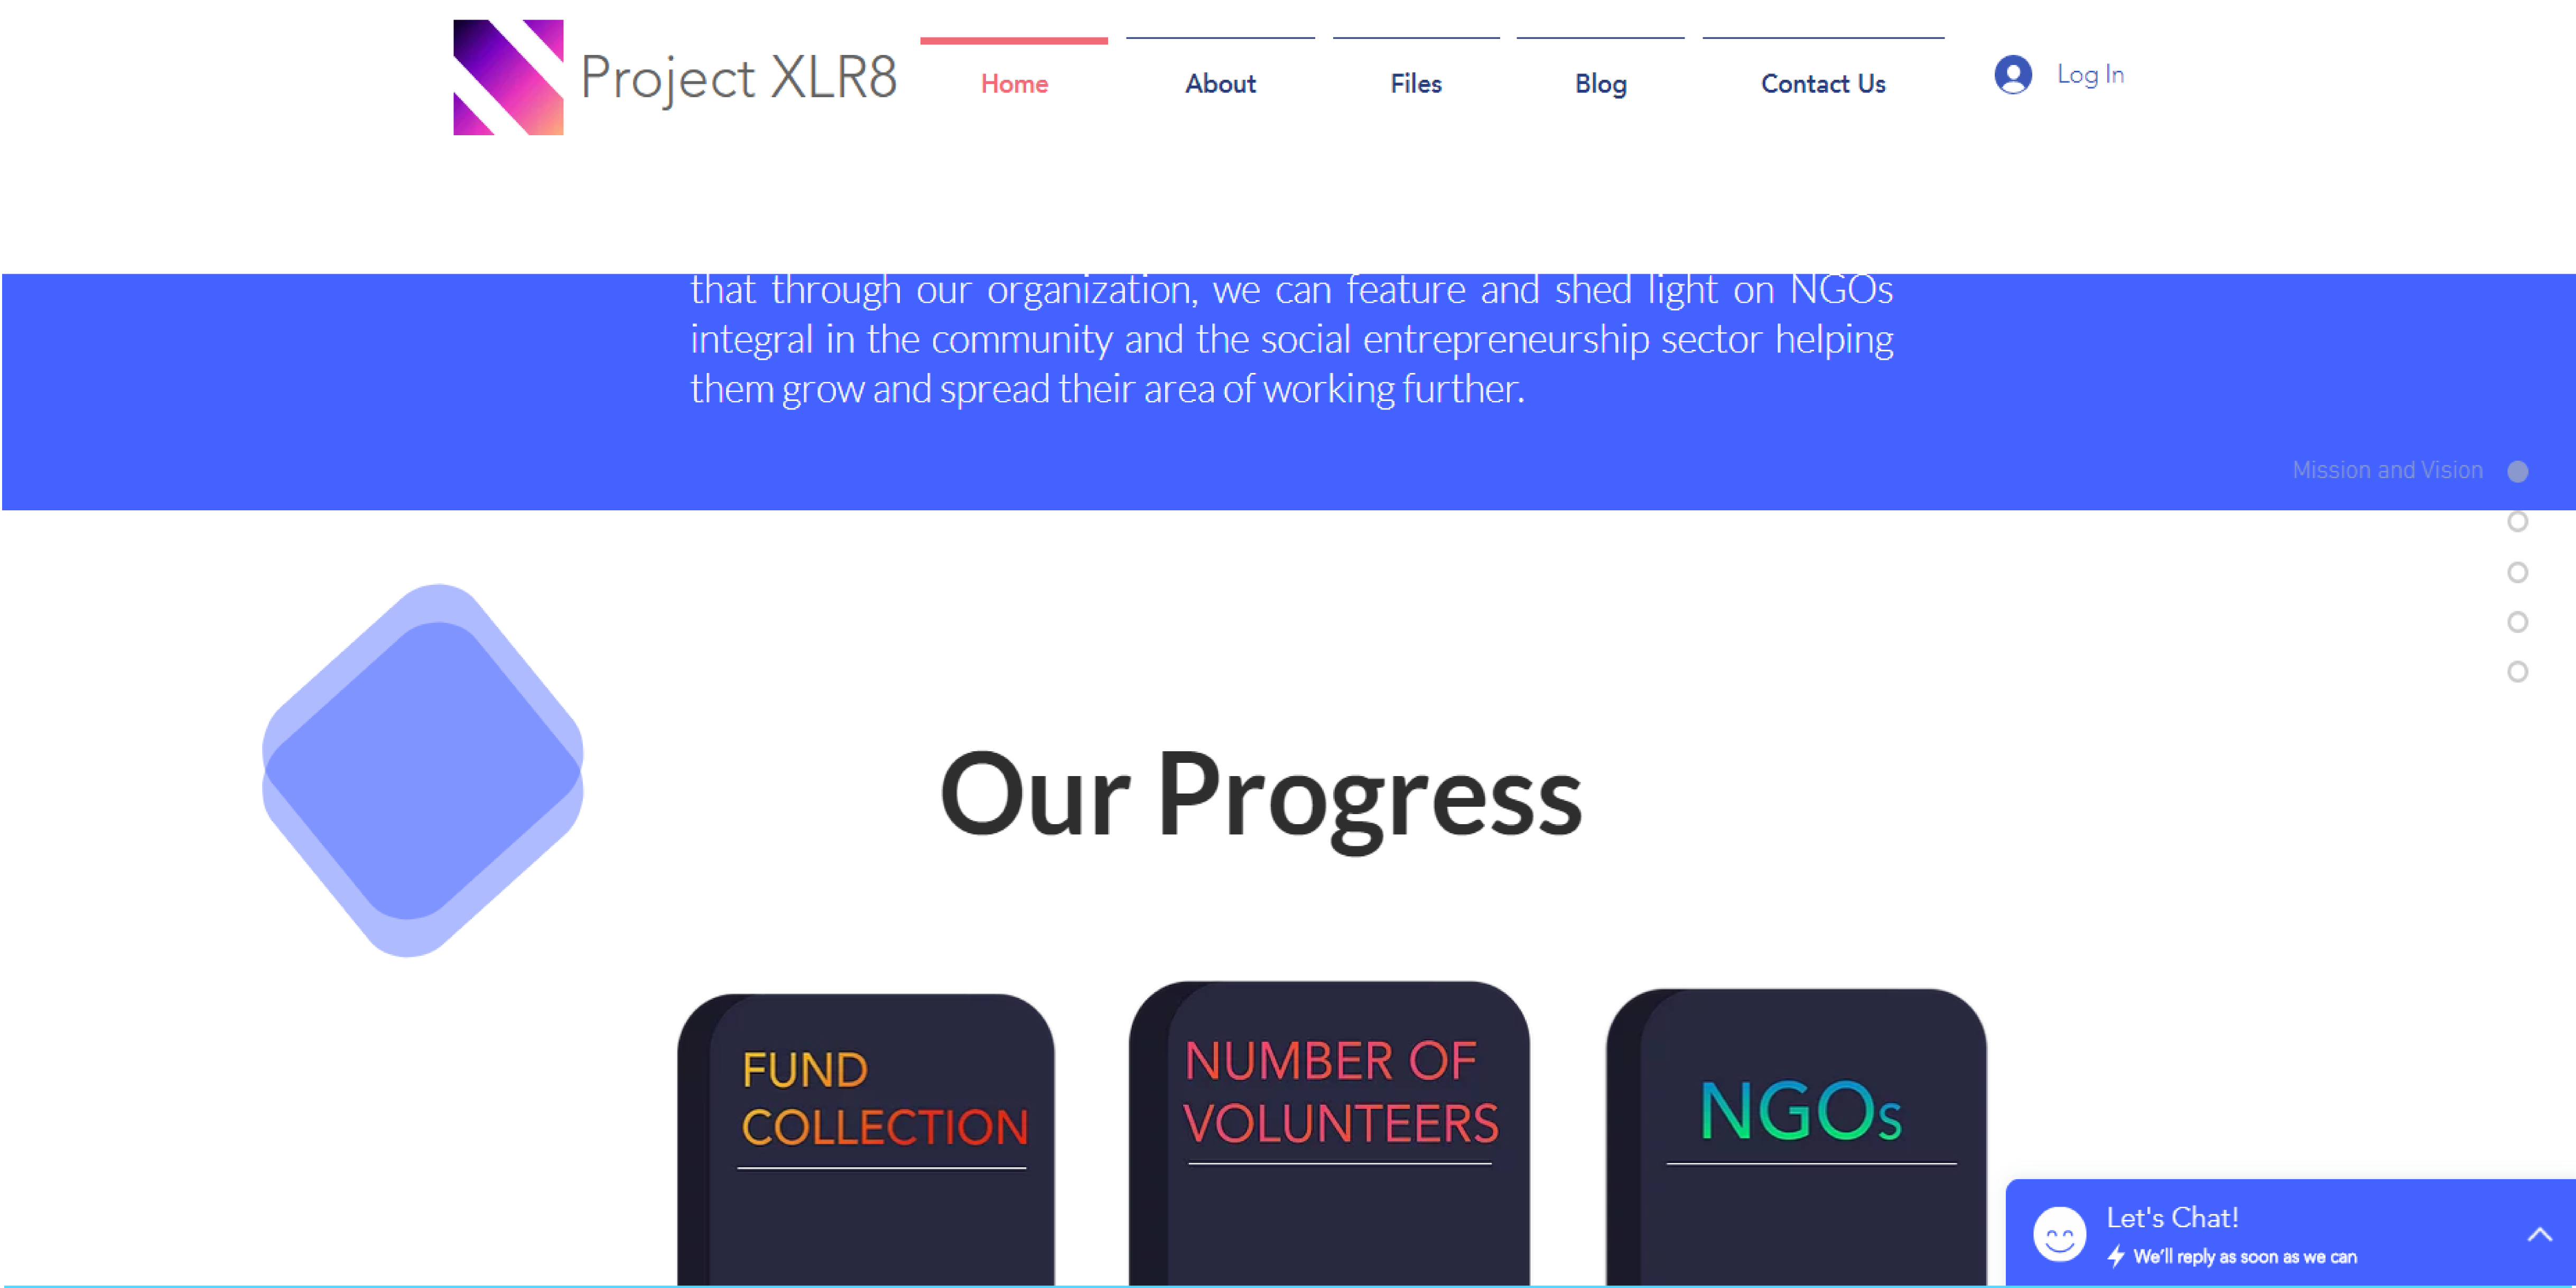 Project XLR8
Home
About
Files
Blog
Contact Us
Log In
that through our organization, we can feature and shed light on NGOs
integral in the community and the social entrepreneurship sector helping
them grow and spread their area of working further.
Mission and Vision
Our Progress
FUND
COLLECTION
NUMBER OF
VOLUNTEERS
NGOs
Let's Chat!
We'll reply as soon as we can